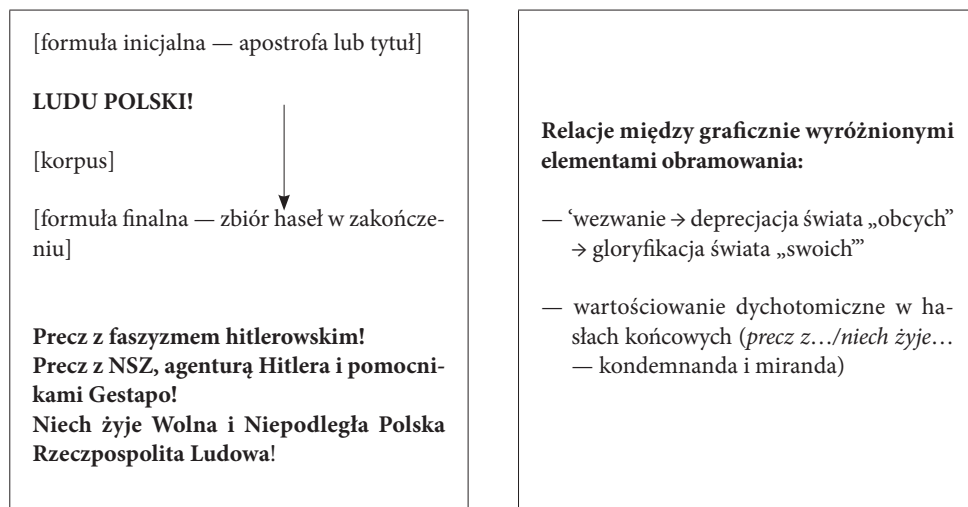 [formuła inicjalna — apostrofa lub tytuł]
LUDU POLSKI!
[korpus]
[formuła finalna — zbiór haseł w zakończe-
niu]
Precz z faszyzmem hitlerowskim!
Precz z NSZ, agenturą Hitlera i pomocni-
kami Gestapo!
Niech żyje Wolna i Niepodległa Polska
Rzeczpospolita Ludowa!
Relacje między graficznie wyróżnionymi
elementami obramowania:
— ‘wezwanie → deprecjacja świata „obcych”
→ gloryfikacja świata „swoich”’
— wartościowanie dychotomiczne w ha-
słach końcowych (precz z…/niech żyje…
— kondemnanda i miranda)